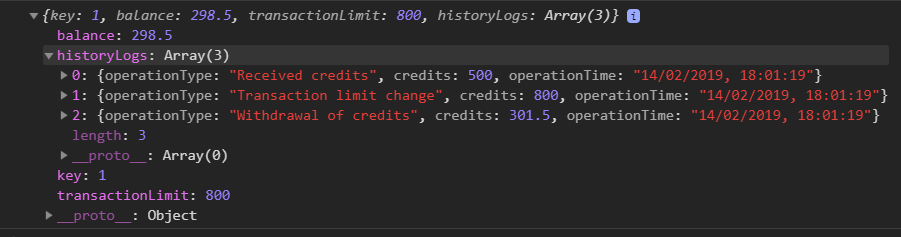 {key: 1, balance: 298.5, transactionLimit: 800, historyLogs: Array(3)} i
balance: 298.5
historyLogs: Array(3)
0: {operationType: "Received credits", credits: 500, operationTime: "14/02/2019, 18:01:19"}
1: {operationType: "Transaction limit change", credits: 800, operationTime: "14/02/2019, 18:01:19"}
2: {operationType: "Withdrawal of credits", credits: 301.5, operationTime: "14/02/2019, 18:01:19"}
length: 3
__proto__: Array(0)
key: 1
transactionLimit: 800
__proto__: Object